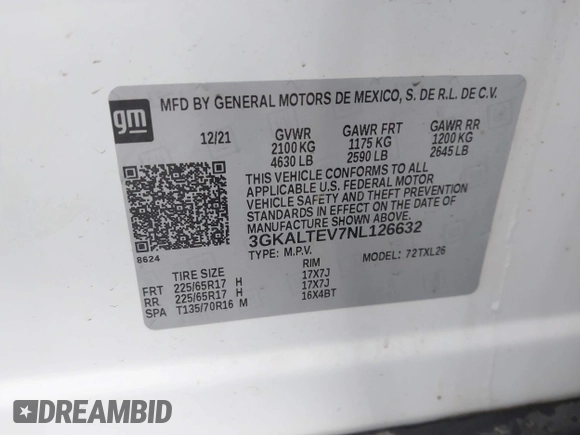 gm
MFD BY GENERAL MOTORS DE MEXICO, S. DE R.L. DE C.V.
12/21 GVWR GAWR FRT GAWR RR
2100 KG 1175 KG 1200 KG
4630 LB 2590 LB 2645 LB
THIS VEHICLE CONFORMS TO ALL
APPLICABLE U.S. FEDERAL MOTOR
VEHICLE SAFETY AND THEFT PREVENTION
STANDARDS IN EFFECT ON THE DATE OF
MANUFACTURE SHOWN ABOVE.
3GKALTEV7NL126632
8624
TYPE: M.P.V. MODEL: 72TXL26
TIRE SIZE RIM
FRT 225/65R17 H 17X7J
RR 225/65R17 H 17X7J
SPA T135/70R16 M 16X4BT
DREAMBID